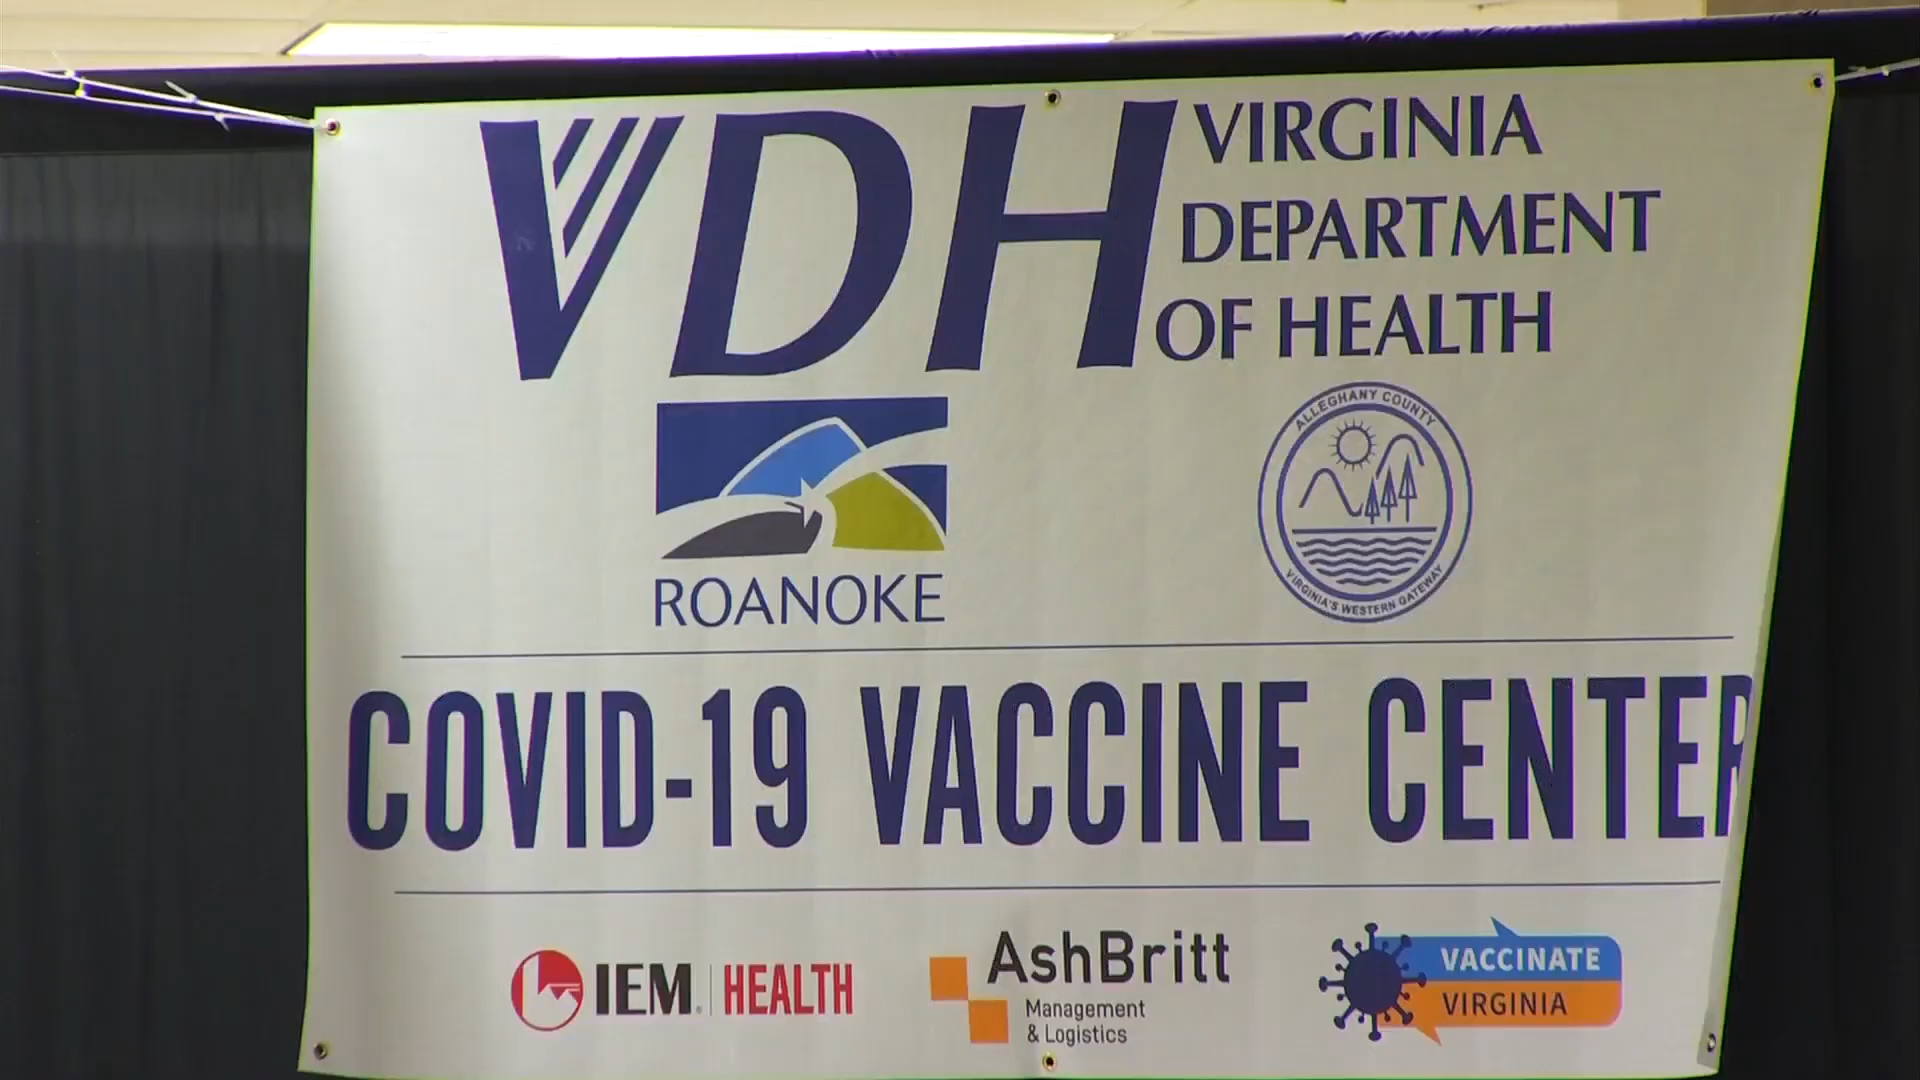 VDH
VIRGINIA
DEPARTMENT
OF HEALTH
ROANOKE
ALLEGHANY COUNTY
VIRGINIA'S WESTERN GATEWAY
COVID-19 VACCINE CENTER
IEM HEALTH
AshBritt
Management
& Logistics
VACCINATE
VIRGINIA